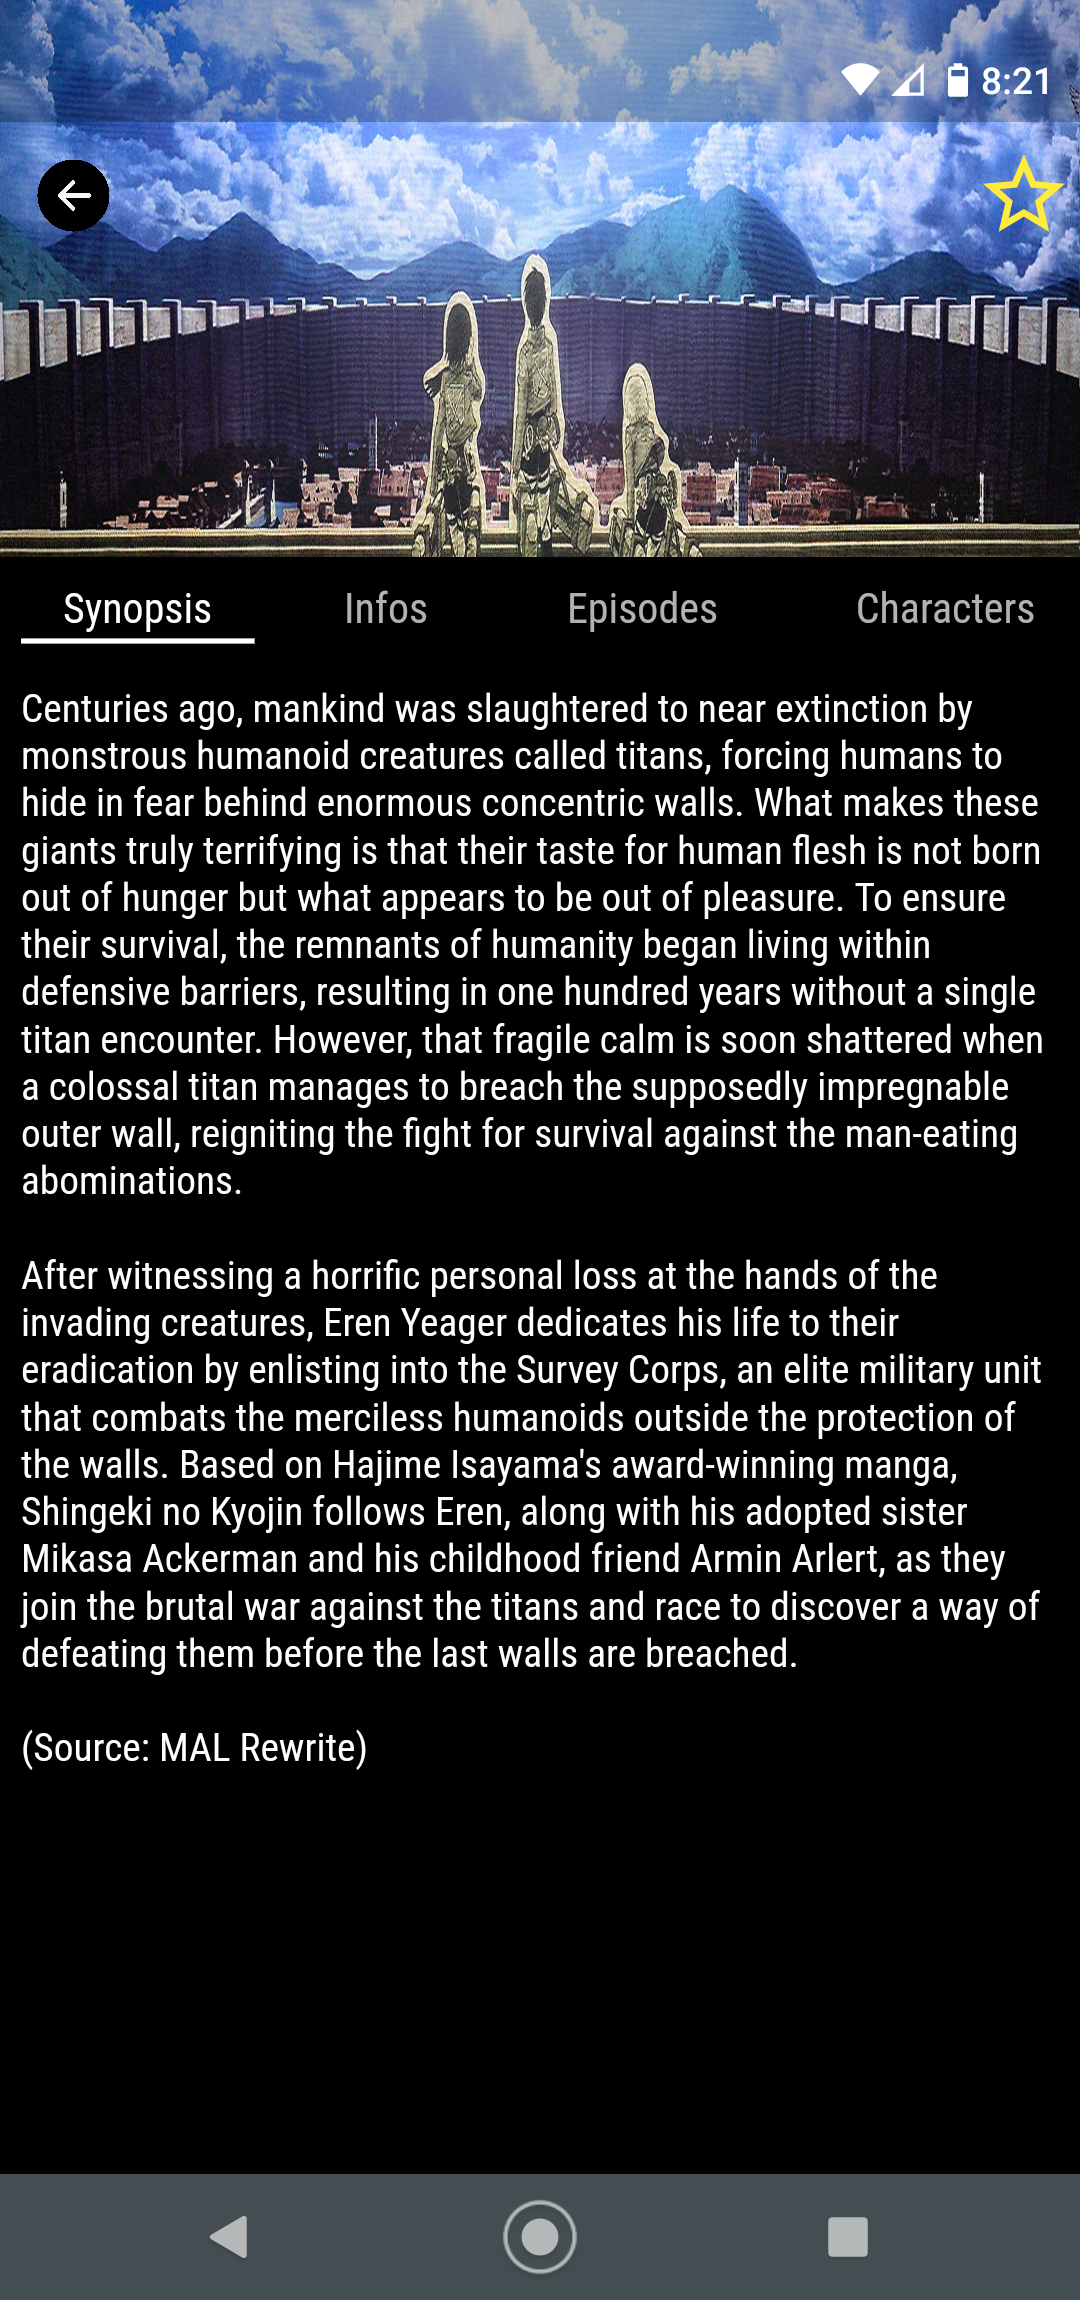 8:21
Synopsis Infos Episodes Characters
Centuries ago, mankind was slaughtered to near extinction by
monstrous humanoid creatures called titans, forcing humans to
hide in fear behind enormous concentric walls. What makes these
giants truly terrifying is that their taste for human flesh is not born
out of hunger but what appears to be out of pleasure. To ensure
their survival, the remnants of humanity began living within
defensive barriers, resulting in one hundred years without a single
titan encounter. However, that fragile calm is soon shattered when
a colossal titan manages to breach the supposedly impregnable
outer wall, reigniting the fight for survival against the man-eating
abominations.
After witnessing a horrific personal loss at the hands of the
invading creatures, Eren Yeager dedicates his life to their
eradication by enlisting into the Survey Corps, an elite military unit
that combats the merciless humanoids outside the protection of
the walls. Based on Hajime Isayama's award-winning manga,
Shingeki no Kyojin follows Eren, along with his adopted sister
Mikasa Ackerman and his childhood friend Armin Arlert, as they
join the brutal war against the titans and race to discover a way of
defeating them before the last walls are breached.
(Source: MAL Rewrite)